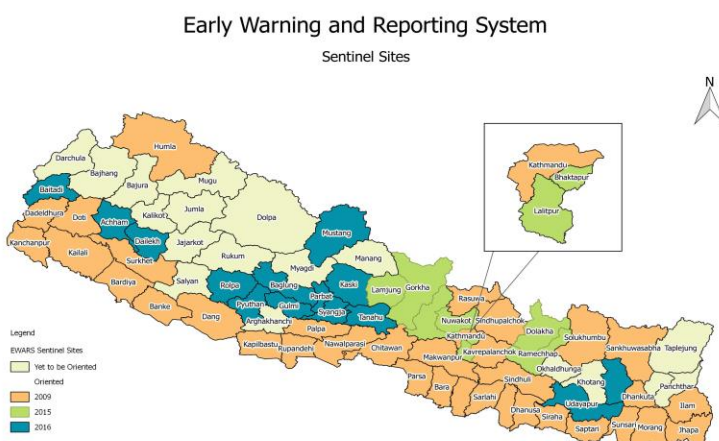 Early Warning and Reporting System
Sentinel Sites
N
Humla
Darchula
Bajhang
Mugu
Bajura
Baitadi
Kathmandu
Bhaktapur
Lalitpur
Dadeldhura
Doti
Achham
Kalikot
Jumla
Dolpa
Mustang
Kanchanpur
Kailali
Dailekh
Jajarkot
Surkhet
Rukum
Manang
Myagdi
Bardiya
Salyan
Rolpa
Baglung
Kaski
Lamjung
Gorkha
Parbat
Rasuwa
Banke
Dang
Pyuthan
Gulmi
Syangja
Tanahu
Nuwakot
Sindhupalchok
Arghakhanchi
Palpa
Kathmandu
Dolakha
Solukhumbu
Sankhuwasabha
Taplejung
Kapilbastu
Rupandehi
Nawalparasi
Chitawan
Makwanpur
Kavrepalanchok
Ramechhap
Okhaldhunga
Khotang
Panchthar
Parsa
Bara
Sarlahi
Sindhuli
Udayapur
Dhankuta
Ilam
Dhanusa
Siraha
Saptari
Sunsari
Morang
Jhapa
Legend
EWARS Sentinel Sites
Yet to be Oriented
Oriented
2009
2015
2016